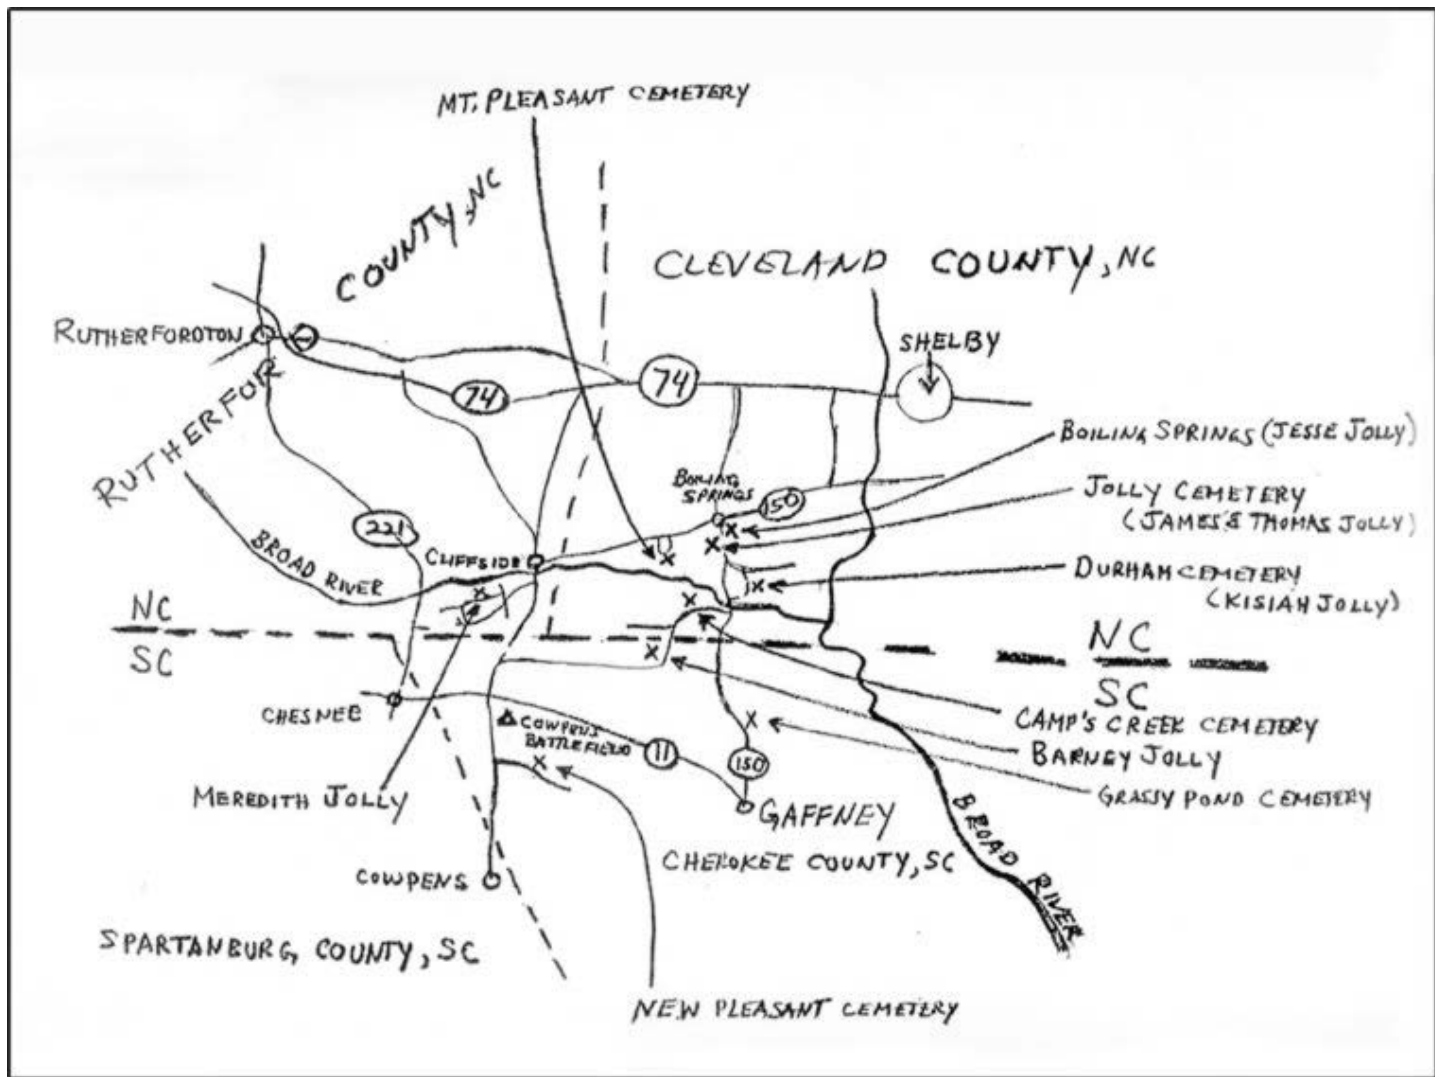 MT. PLEASANT CEMETERY
COUNTY, NC
CLEVELAND COUNTY, NC
RUTHERFORDTON
SHELBY
74
74
RUTHERFOR
BOILING SPRINGS (JESSE JOLLY)
BOILING
SPRINGS
150
JOLLY CEMETERY
(JAMES & THOMAS JOLLY)
221
BROAD RIVER
CLIFFSIDE
DURHAM CEMETERY
(KISIAH JOLLY)
NC
SC
NC
SC
CHESNEE
COWPENS
BATTLEFIELD
11
150
CAMP'S CREEK CEMETERY
BARNEY JOLLY
GRASSY POND CEMETERY
MEREDITH JOLLY
GAFFNEY
BROAD RIVER
CHEROKEE COUNTY, SC
COWPENS
SPARTANBURG COUNTY, SC
NEW PLEASANT CEMETERY